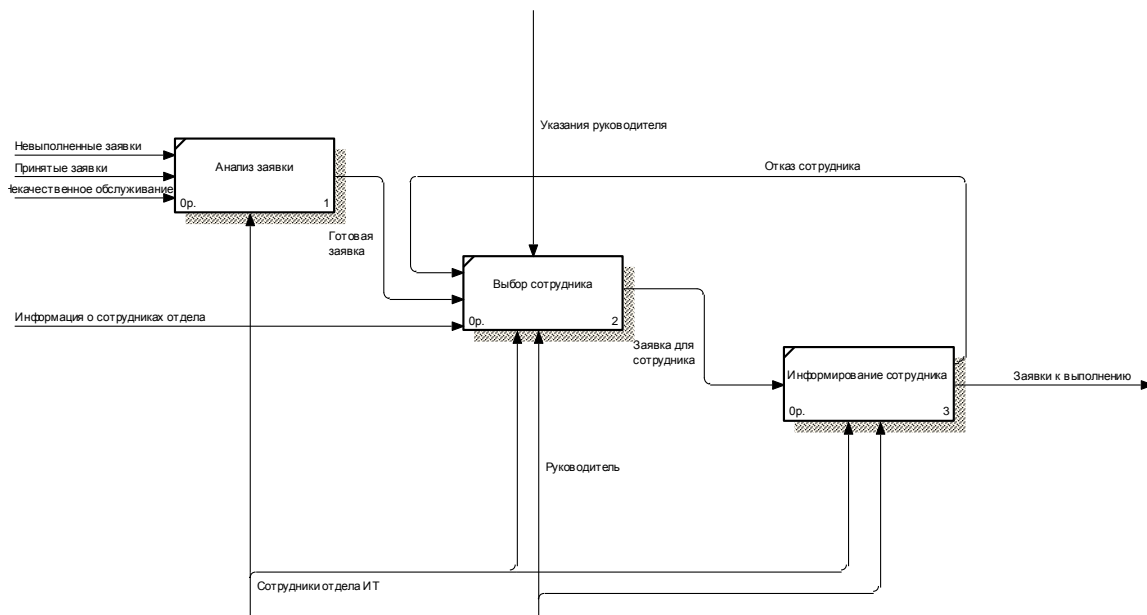 Указания руководителя
Невыполненные заявки
Принятые заявки
Некачественное обслуживание
Анализ заявки
0р.
1
Отказ сотрудника
Готовая
заявка
Выбор сотрудника
0р.
2
Информация о сотрудниках отдела
Заявка для
сотрудника
Информирование сотрудника
0р.
3
Заявки к выполнению
Руководитель
Сотрудники отдела ИТ